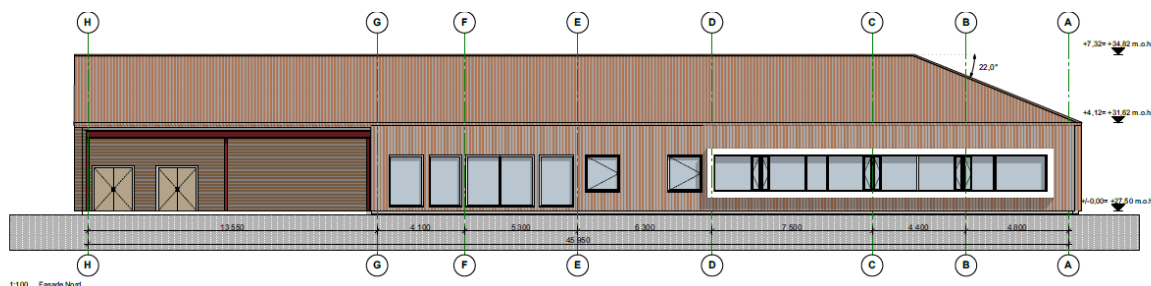 H G F E D C B A
+7,32= +34.82 m.o.h
22,0°
+4,12= +31.62 m.o.h
+/-0,00= +27,50 m.o.h
13 550 4 100 5 300 6 300 7 500 4 400 4 800
45 950
H G F E D C B A
1:100 Fasade Nord